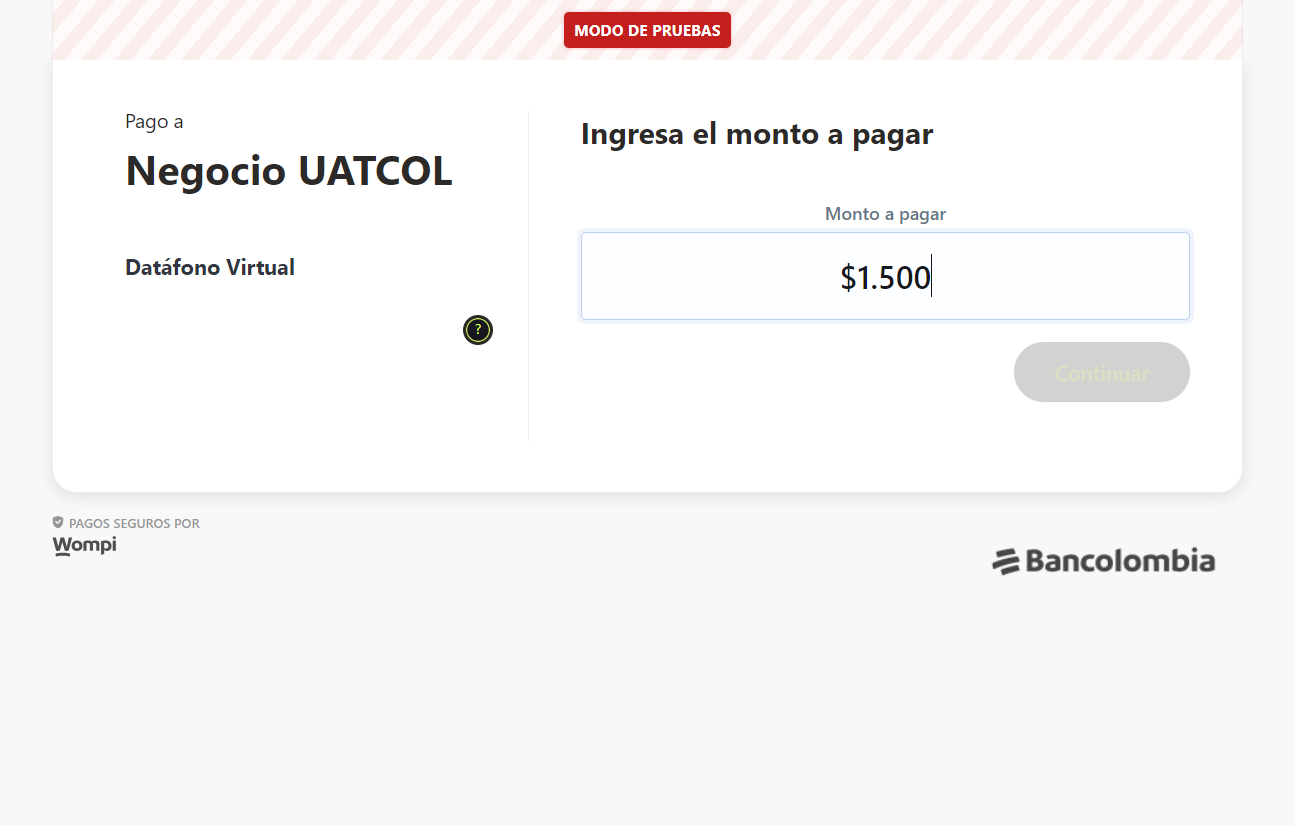 MODO DE PRUEBAS
Pago a
Negocio UATCOL
Datáfono Virtual
?
Ingresa el monto a pagar
Monto a pagar
$1.500
Continuar
PAGOS SEGUROS POR
Wompi
Bancolombia